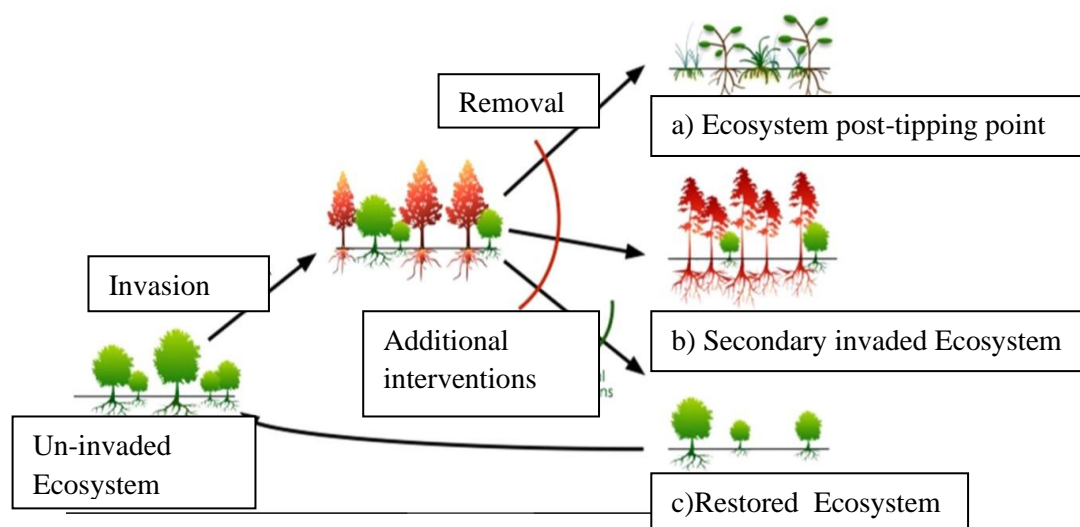 Removal
a) Ecosystem post-tipping point
Invasion
Additional
interventions
b) Secondary invaded Ecosystem
Un-invaded
Ecosystem
c)Restored Ecosystem